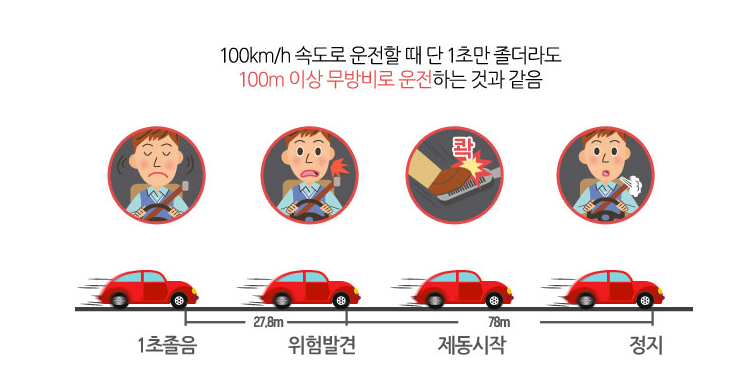 100km/h 속도로 운전할 때 단 1초만 졸더라도
100m 이상 무방비로 운전하는 것과 같음
콱
27,8m
78m
1초졸음
위험발견
제동시작
정지